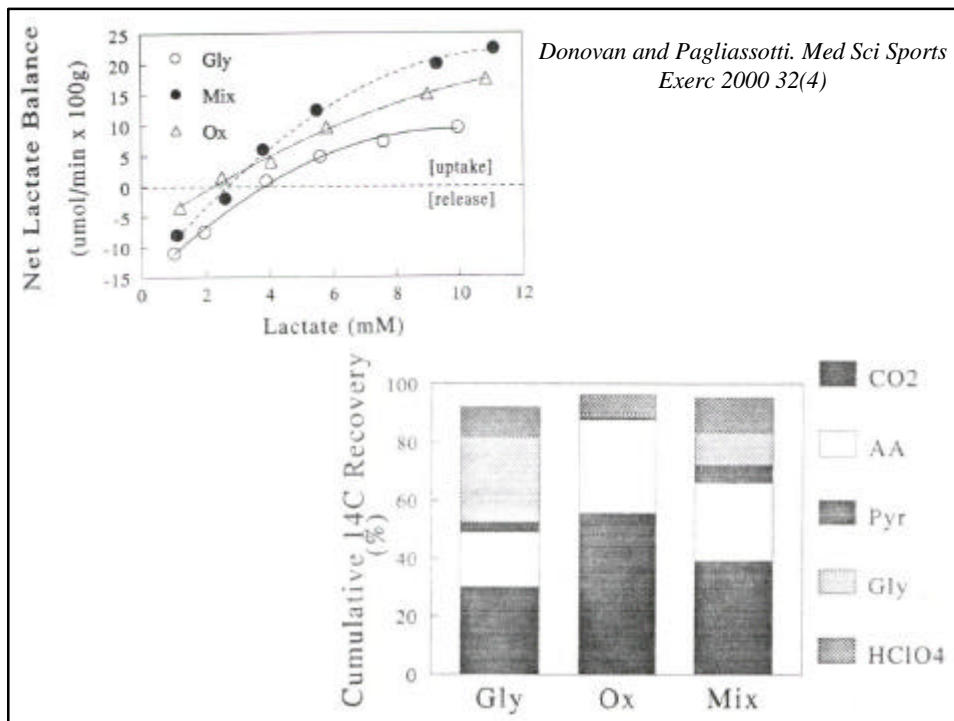 Donovan and Pagliassotti. Med Sci Sports
Exerc 2000 32(4)
Net Lactate Balance
(umol/min x 100g)
25
20
15
10
5
0
-5
-10
-15
Gly
Mix
Ox
[uptake]
[release]
0 2 4 6 8 10 12
Lactate (mM)
Cumulative 14C Recovery
(%)
100
80
60
40
20
0
Gly Ox Mix
CO2
AA
Pyr
Gly
HClO4